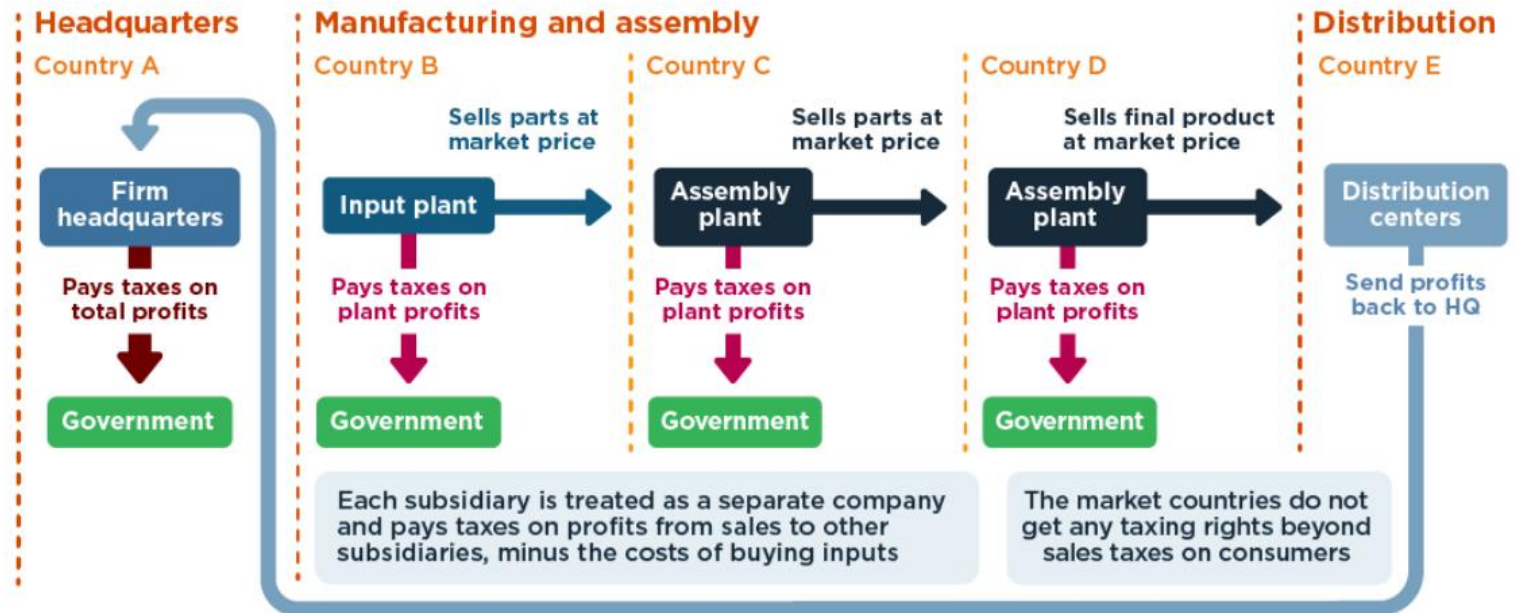 Headquarters
Manufacturing and assembly
Distribution
Country A
Country B
Country C
Country D
Country E
Sells parts at
market price
Sells parts at
market price
Sells final product
at market price
Firm
headquarters
Input plant
Assembly
plant
Assembly
plant
Distribution
centers
Pays taxes on
total profits
Pays taxes on
plant profits
Pays taxes on
plant profits
Pays taxes on
plant profits
Send profits
back to HQ
Government
Government
Government
Government
Each subsidiary is treated as a separate company
and pays taxes on profits from sales to other
subsidiaries, minus the costs of buying inputs
The market countries do not
get any taxing rights beyond
sales taxes on consumers